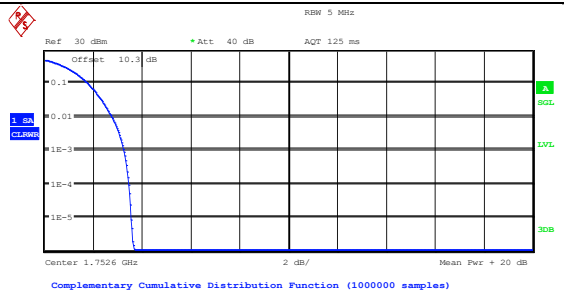 R&S
RBW 5 MHz
Ref 30 dBm *Att 40 dB AQT 125 ms
Offset 10.3 dB
0.1
A
SGL
0.01
1 SA
CLRWR
LVL
1E-3
1E-4
1E-5
3DB
Center 1.7526 GHz 2 dB/ Mean Pwr + 20 dB
Complementary Cumulative Distribution Function (1000000 samples)